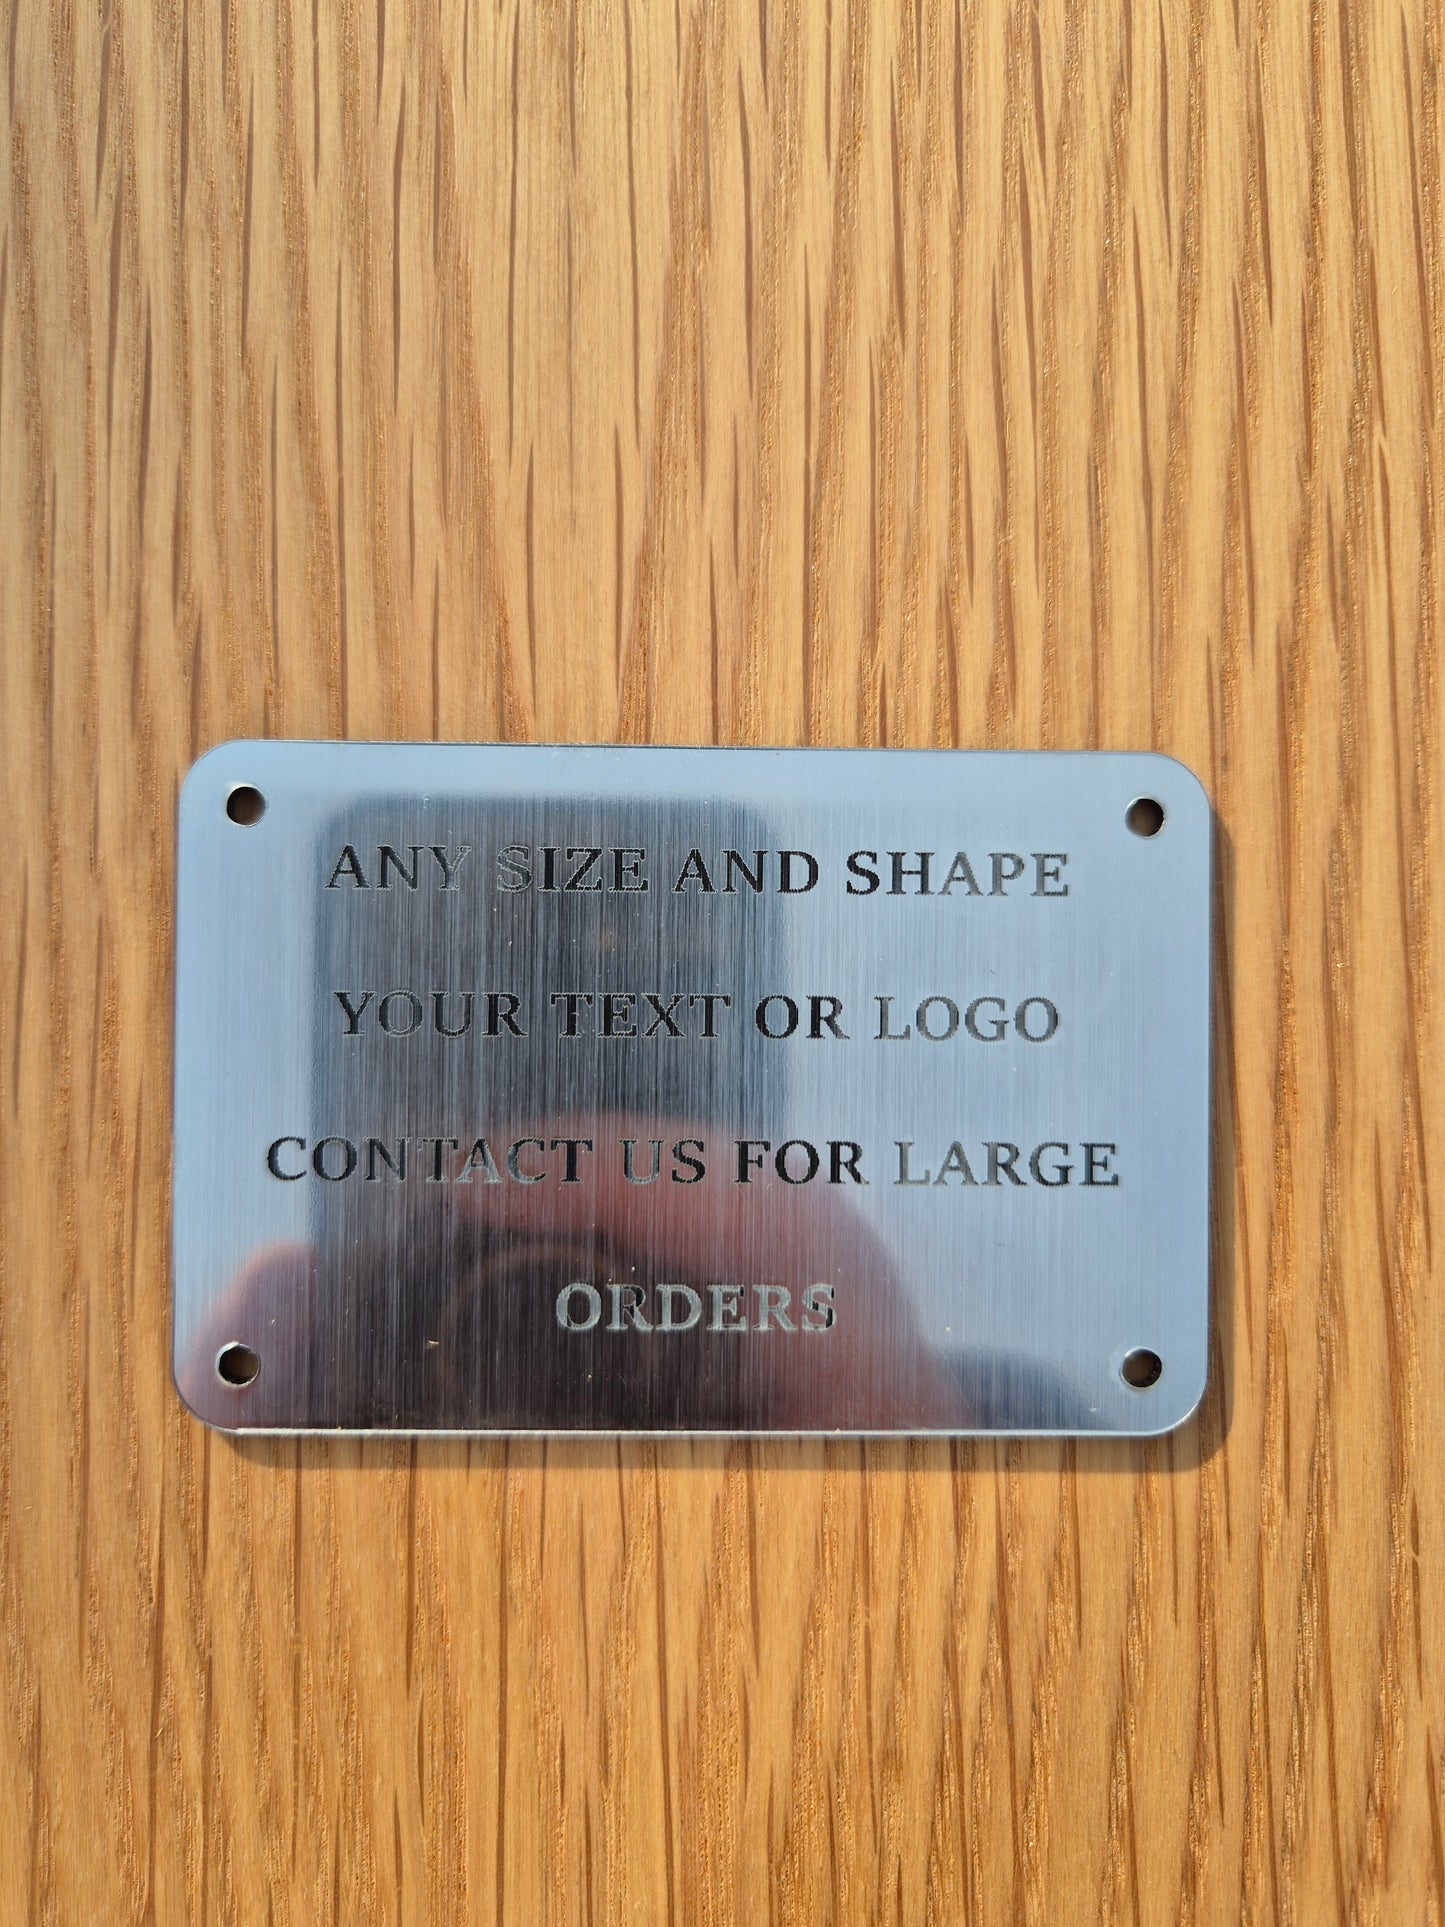 ANY SIZE AND SHAPE
YOUR TEXT OR LOGO
CONTACT US FOR LARGE
ORDERS